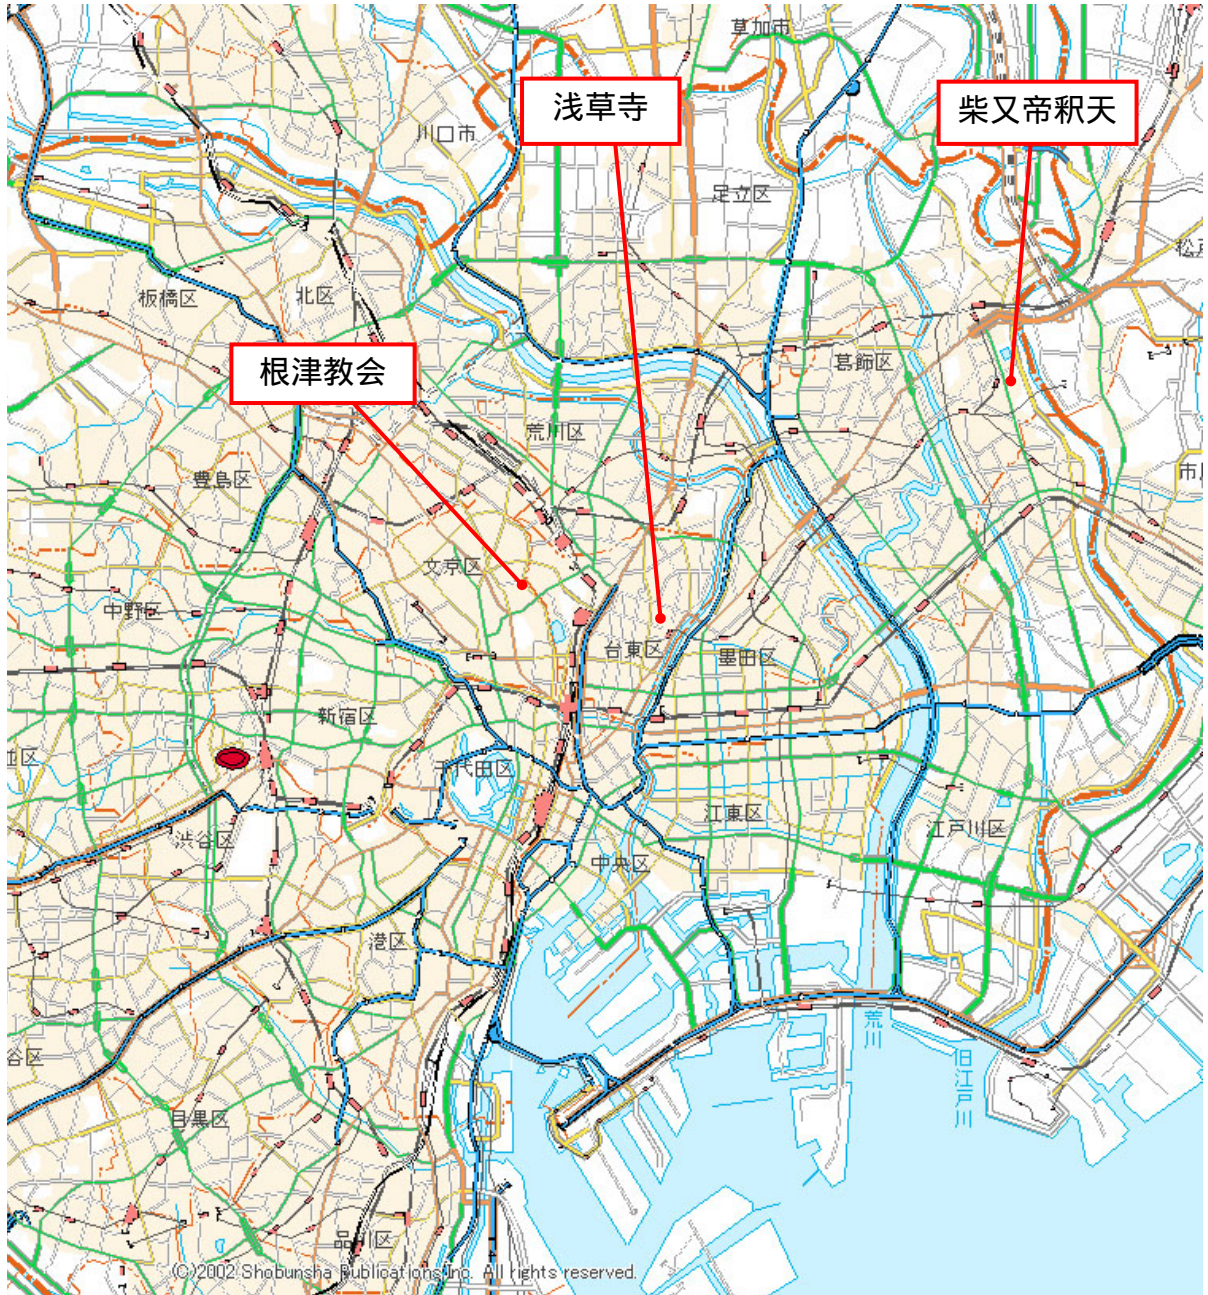 草加市
浅草寺
柴又帝釈天
川口市
足立区
板橋区
北区
葛飾区
根津教会
荒川区
豊島区
文京区
中野区
台東区
墨田区
新宿区
千代田区
江東区
江戸川区
渋谷区
中央区
港区
荒川
旧江戸川
目黒区
品川区
(C)2002 Shobunsha Publications,Inc. All rights reserved.